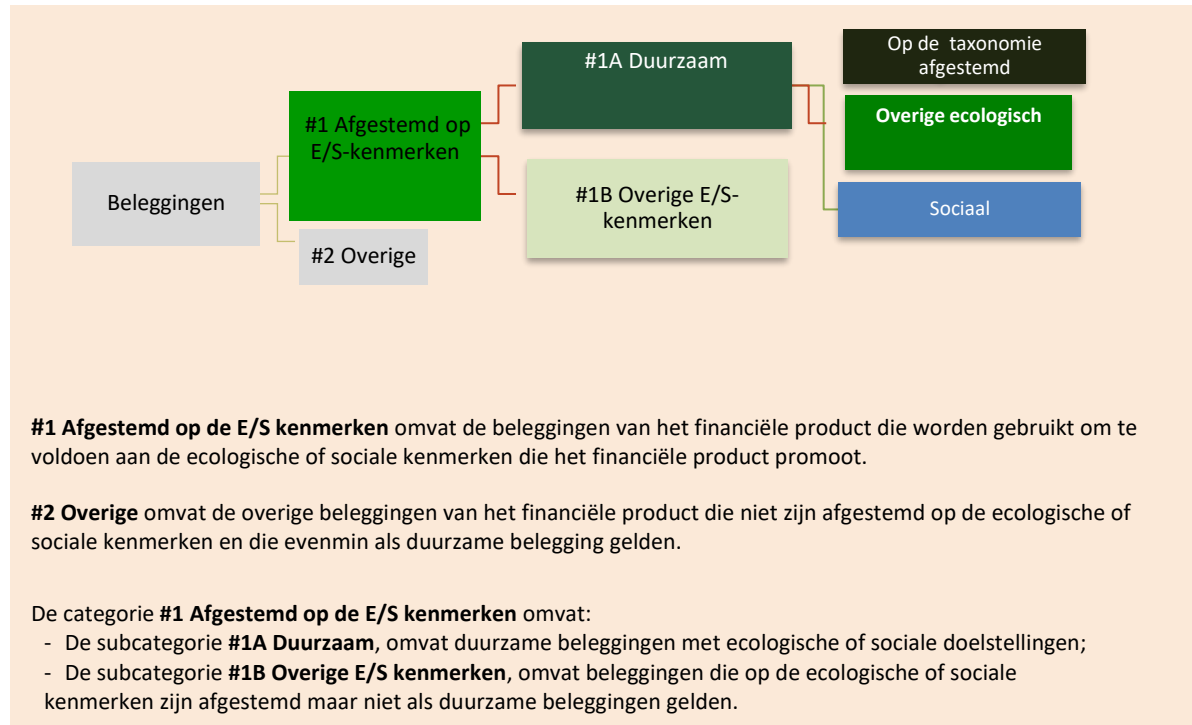 Beleggingen
#1 Afgestemd op
E/S-kenmerken
#2 Overige
#1A Duurzaam
#1B Overige E/S-
kenmerken
Op de taxonomie
afgestemd
Overige ecologisch
Sociaal
#1 Afgestemd op de E/S kenmerken omvat de beleggingen van het financiële product die worden gebruikt om te
voldoen aan de ecologische of sociale kenmerken die het financiële product promoot.
#2 Overige omvat de overige beleggingen van het financiële product die niet zijn afgestemd op de ecologische of
sociale kenmerken en die evenmin als duurzame belegging gelden.
De categorie #1 Afgestemd op de E/S kenmerken omvat:
- De subcategorie #1A Duurzaam, omvat duurzame beleggingen met ecologische of sociale doelstellingen;
- De subcategorie #1B Overige E/S kenmerken, omvat beleggingen die op de ecologische of sociale
kenmerken zijn afgestemd maar niet als duurzame beleggingen gelden.